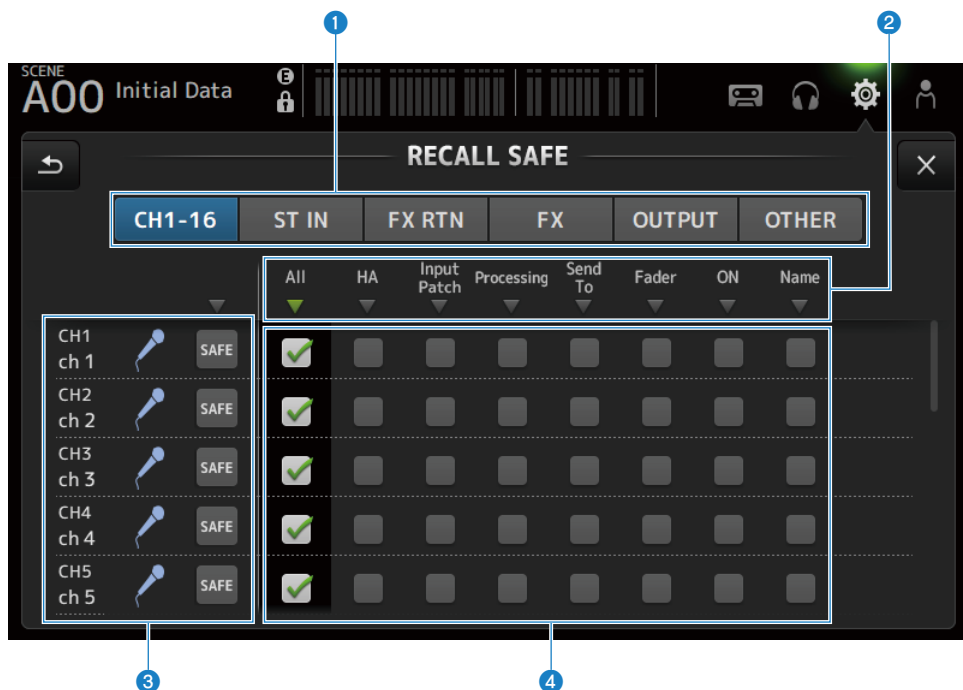 1 2
SCENE
A00 Initial Data E
RECALL SAFE
CH1-16 ST IN FX RTN FX OUTPUT OTHER
All HA Input Patch Processing Send To Fader ON Name
CH1
ch 1 SAFE
CH2
ch 2 SAFE
CH3
ch 3 SAFE
CH4
ch 4 SAFE
CH5
ch 5 SAFE
3 4